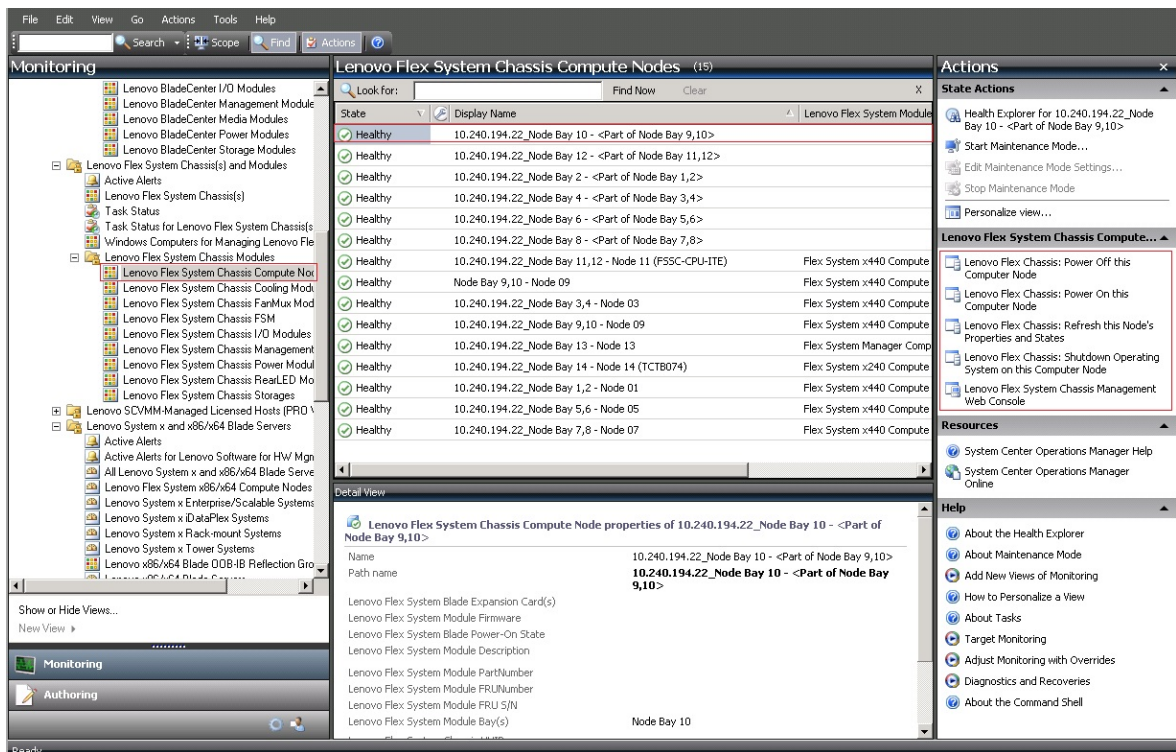 File Edit View Go Actions Tools Help
Search Scope Find Actions
Monitoring
Lenovo BladeCenter I/O Modules
Lenovo BladeCenter Management Module
Lenovo BladeCenter Media Modules
Lenovo BladeCenter Power Modules
Lenovo BladeCenter Storage Modules
Lenovo Flex System Chassis(s) and Modules
Active Alerts
Lenovo Flex System Chassis(s)
Task Status
Task Status for Lenovo Flex System Chassis(s
Windows Computers for Managing Lenovo Fle
Lenovo Flex System Chassis Modules
Lenovo Flex System Chassis Compute Noc
Lenovo Flex System Chassis Cooling Modu
Lenovo Flex System Chassis FanMux Mod
Lenovo Flex System Chassis FSM
Lenovo Flex System Chassis I/O Modules
Lenovo Flex System Chassis Management
Lenovo Flex System Chassis Power Modul
Lenovo Flex System Chassis RearLED Mo
Lenovo Flex System Chassis Storages
Lenovo SCVMM-Managed Licensed Hosts (PRO V
Lenovo System x and x86/x64 Blade Servers
Active Alerts
Active Alerts for Lenovo Software for HW Mgn
All Lenovo System x and x86/x64 Blade Serve
Lenovo Flex System x86/x64 Compute Nodes
Lenovo System x Enterprise/Scalable Systems
Lenovo System x iDataPlex Systems
Lenovo System x Rack-mount Systems
Lenovo System x Tower Systems
Lenovo x86/x64 Blade OOB-IB Reflection Gro
Show or Hide Views...
New View
Monitoring
Authoring
Ready
Lenovo Flex System Chassis Compute Nodes (15)
Look for: Find Now Clear X
State Display Name Lenovo Flex System Module
Healthy 10.240.194.22_Node Bay 10 - <Part of Node Bay 9,10>
Healthy 10.240.194.22_Node Bay 12 - <Part of Node Bay 11,12>
Healthy 10.240.194.22_Node Bay 2 - <Part of Node Bay 1,2>
Healthy 10.240.194.22_Node Bay 4 - <Part of Node Bay 3,4>
Healthy 10.240.194.22_Node Bay 6 - <Part of Node Bay 5,6>
Healthy 10.240.194.22_Node Bay 8 - <Part of Node Bay 7,8>
Healthy 10.240.194.22_Node Bay 11,12 - Node 11 (FSSC-CPU-ITE) Flex System x440 Compute
Healthy Node Bay 9,10 - Node 09 Flex System x440 Compute
Healthy 10.240.194.22_Node Bay 3,4 - Node 03 Flex System x440 Compute
Healthy 10.240.194.22_Node Bay 9,10 - Node 09 Flex System x440 Compute
Healthy 10.240.194.22_Node Bay 13 - Node 13 Flex System Manager Comp
Healthy 10.240.194.22_Node Bay 14 - Node 14 (TCTB074) Flex System x240 Compute
Healthy 10.240.194.22_Node Bay 1,2 - Node 01 Flex System x440 Compute
Healthy 10.240.194.22_Node Bay 5,6 - Node 05 Flex System x440 Compute
Healthy 10.240.194.22_Node Bay 7,8 - Node 07 Flex System x440 Compute
Detail View
Lenovo Flex System Chassis Compute Node properties of 10.240.194.22_Node Bay 10 - <Part of
Node Bay 9,10>
Name 10.240.194.22_Node Bay 10 - <Part of Node Bay 9,10>
Path name 10.240.194.22_Node Bay 10 - <Part of Node Bay
9,10>
Lenovo Flex System Blade Expansion Card(s)
Lenovo Flex System Module Firmware
Lenovo Flex System Blade Power-On State
Lenovo Flex System Module Description
Lenovo Flex System Module PartNumber
Lenovo Flex System Module FRUNumber
Lenovo Flex System Module FRU S/N
Lenovo Flex System Module Bay(s) Node Bay 10
Actions x
State Actions
Health Explorer for 10.240.194.22_Node
Bay 10 - <Part of Node Bay 9,10>
Start Maintenance Mode...
Edit Maintenance Mode Settings...
Stop Maintenance Mode
Personalize view...
Lenovo Flex System Chassis Compute...
Lenovo Flex Chassis: Power Off this
Computer Node
Lenovo Flex Chassis: Power On this
Computer Node
Lenovo Flex Chassis: Refresh this Node's
Properties and States
Lenovo Flex Chassis: Shutdown Operating
System on this Computer Node
Lenovo Flex System Chassis Management
Web Console
Resources
System Center Operations Manager Help
System Center Operations Manager
Online
Help
About the Health Explorer
About Maintenance Mode
Add New Views of Monitoring
How to Personalize a View
About Tasks
Target Monitoring
Adjust Monitoring with Overrides
Diagnostics and Recoveries
About the Command Shell